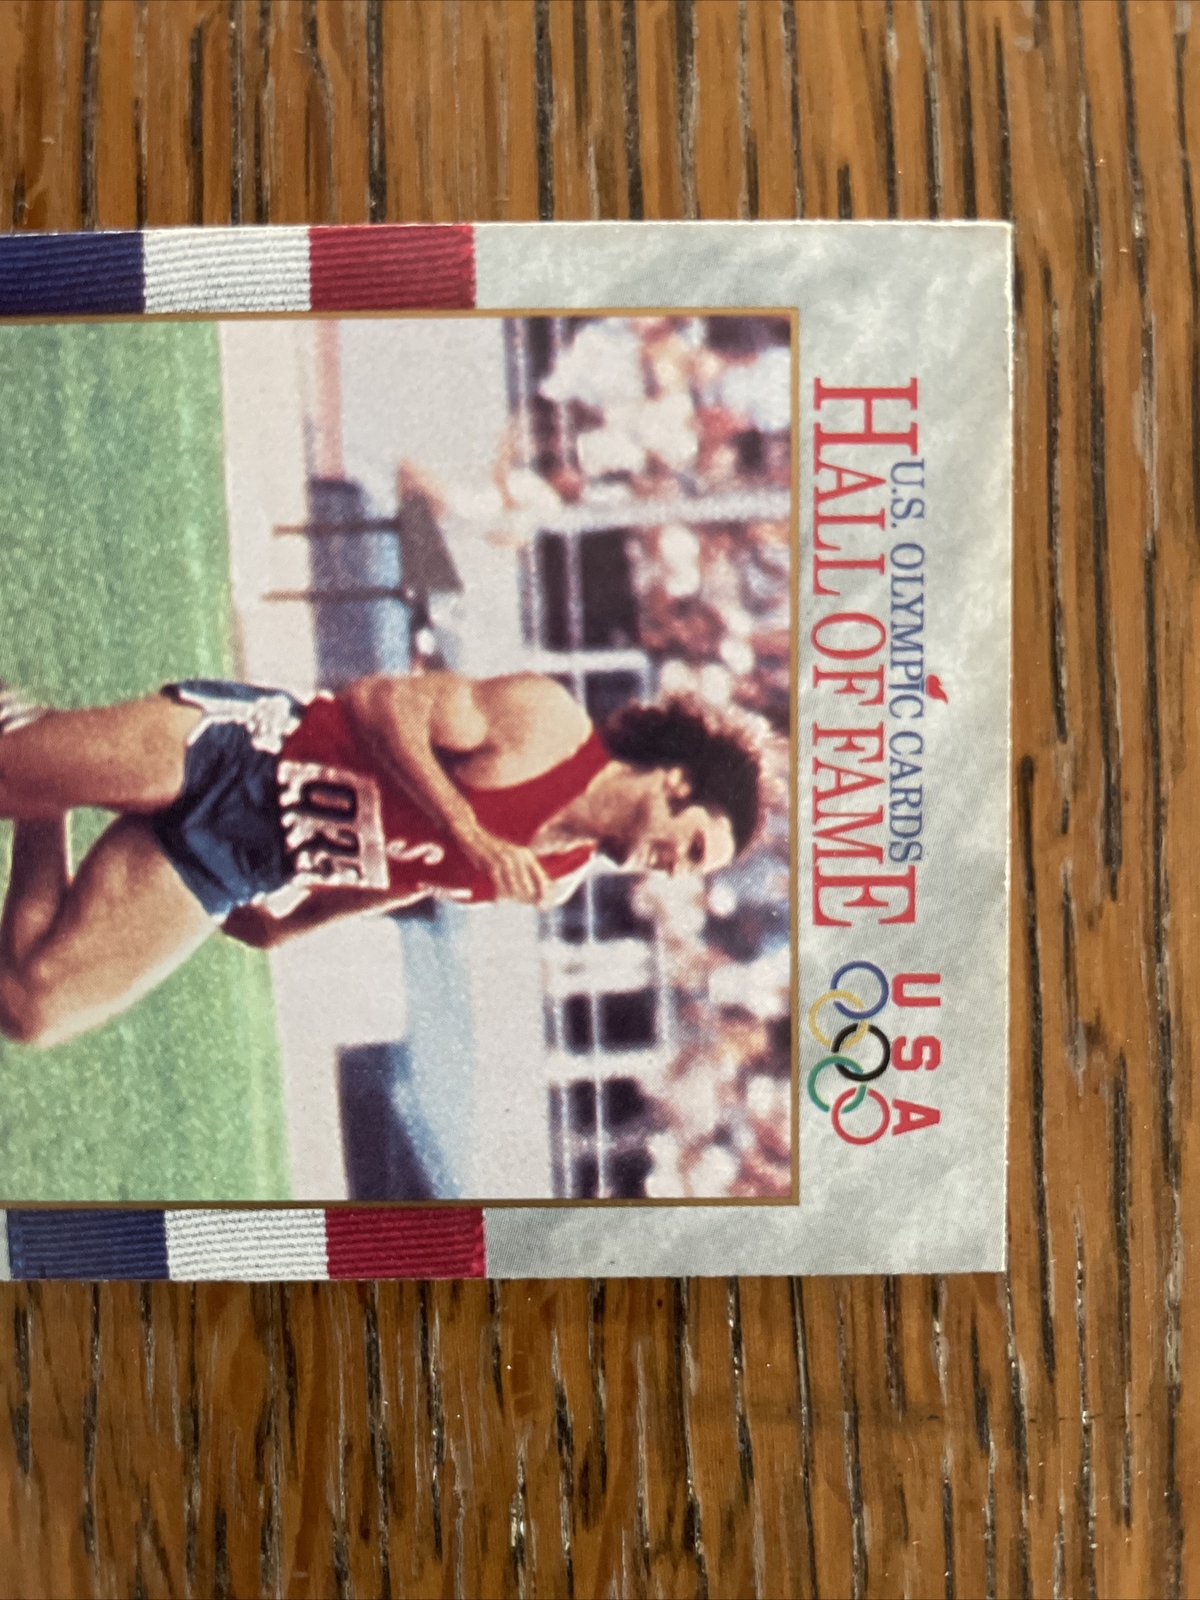 U.S. OLYMPIC CARDS
HALL OF FAME
USA